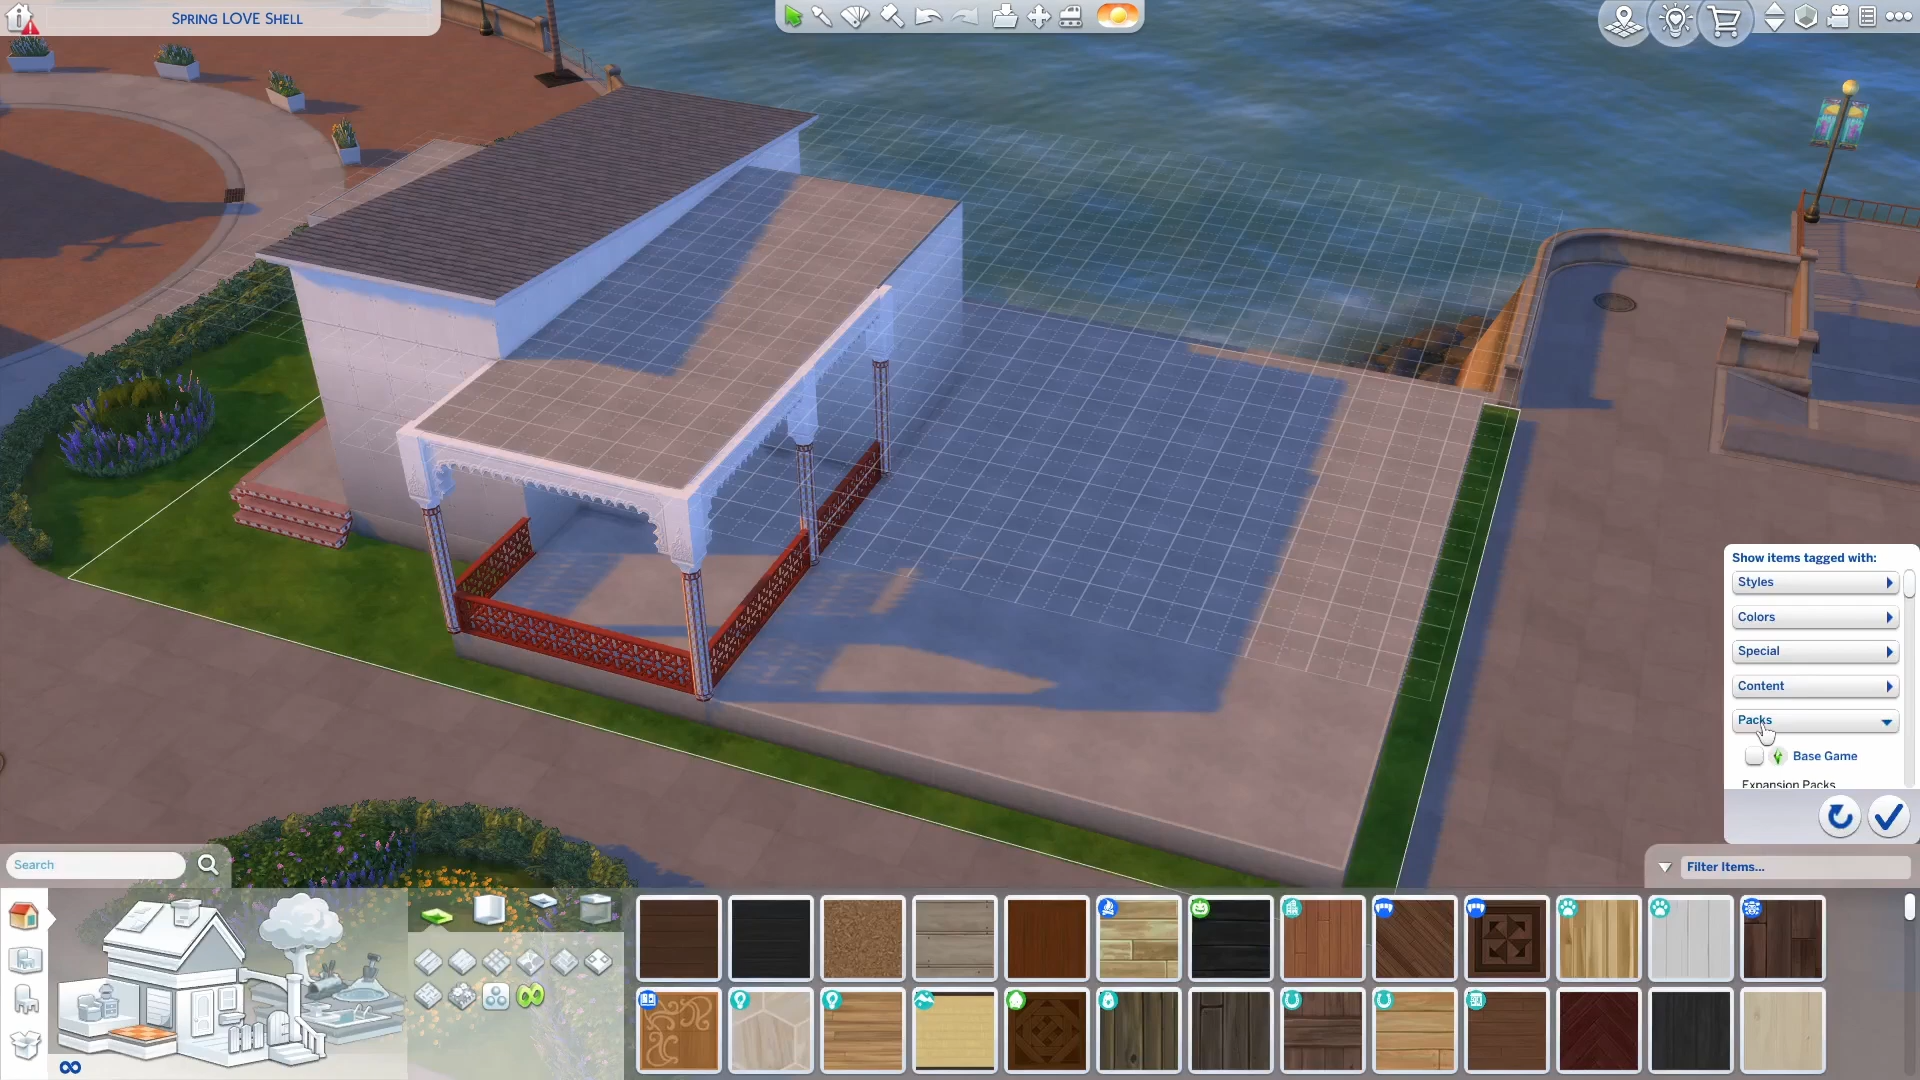 Spring LOVE Shell
Show items tagged with:
Styles
Colors
Special
Content
Packs
Base Game
Expansion Packs
Search
Filter Items...